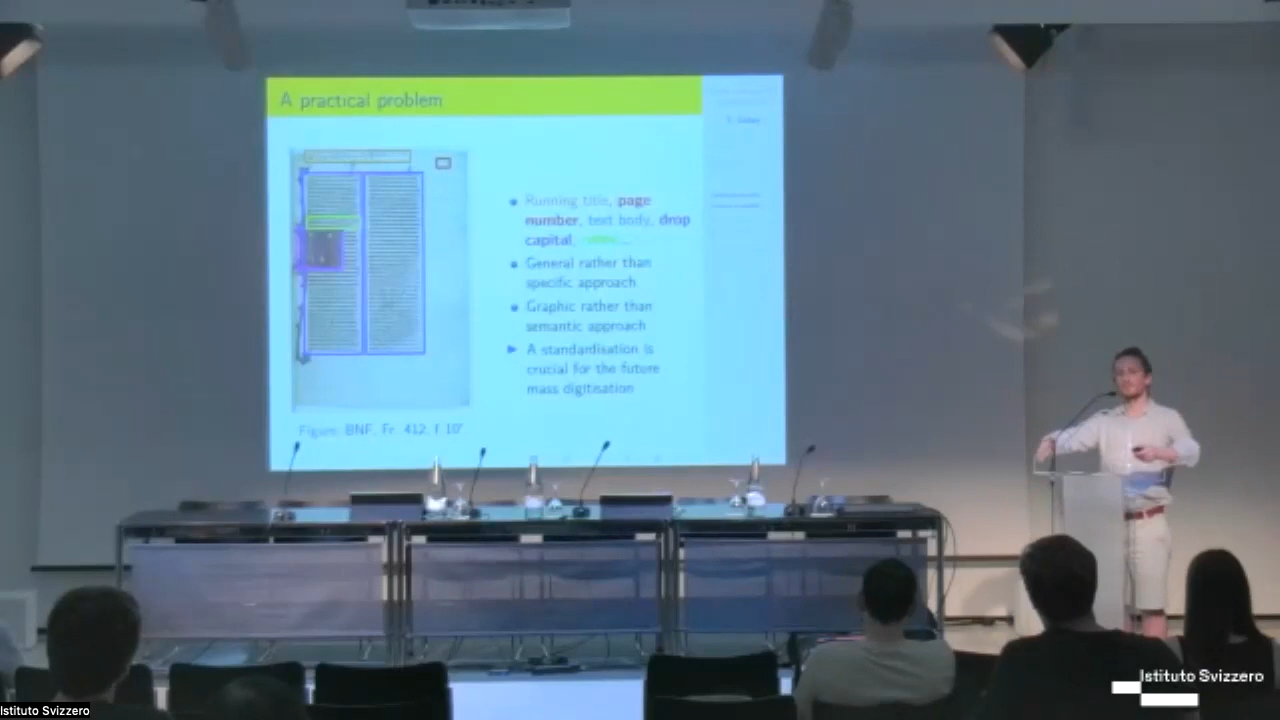 A practical problem
Running title, page
number, text body, drop
capital,
General rather than
specific approach
Graphic rather than
semantic approach
A standardisation is
crucial for the future
mass digitisation
Figure: BNF, Fr. 412, f.10ʳ
Istituto Svizzero
Istituto Svizzero